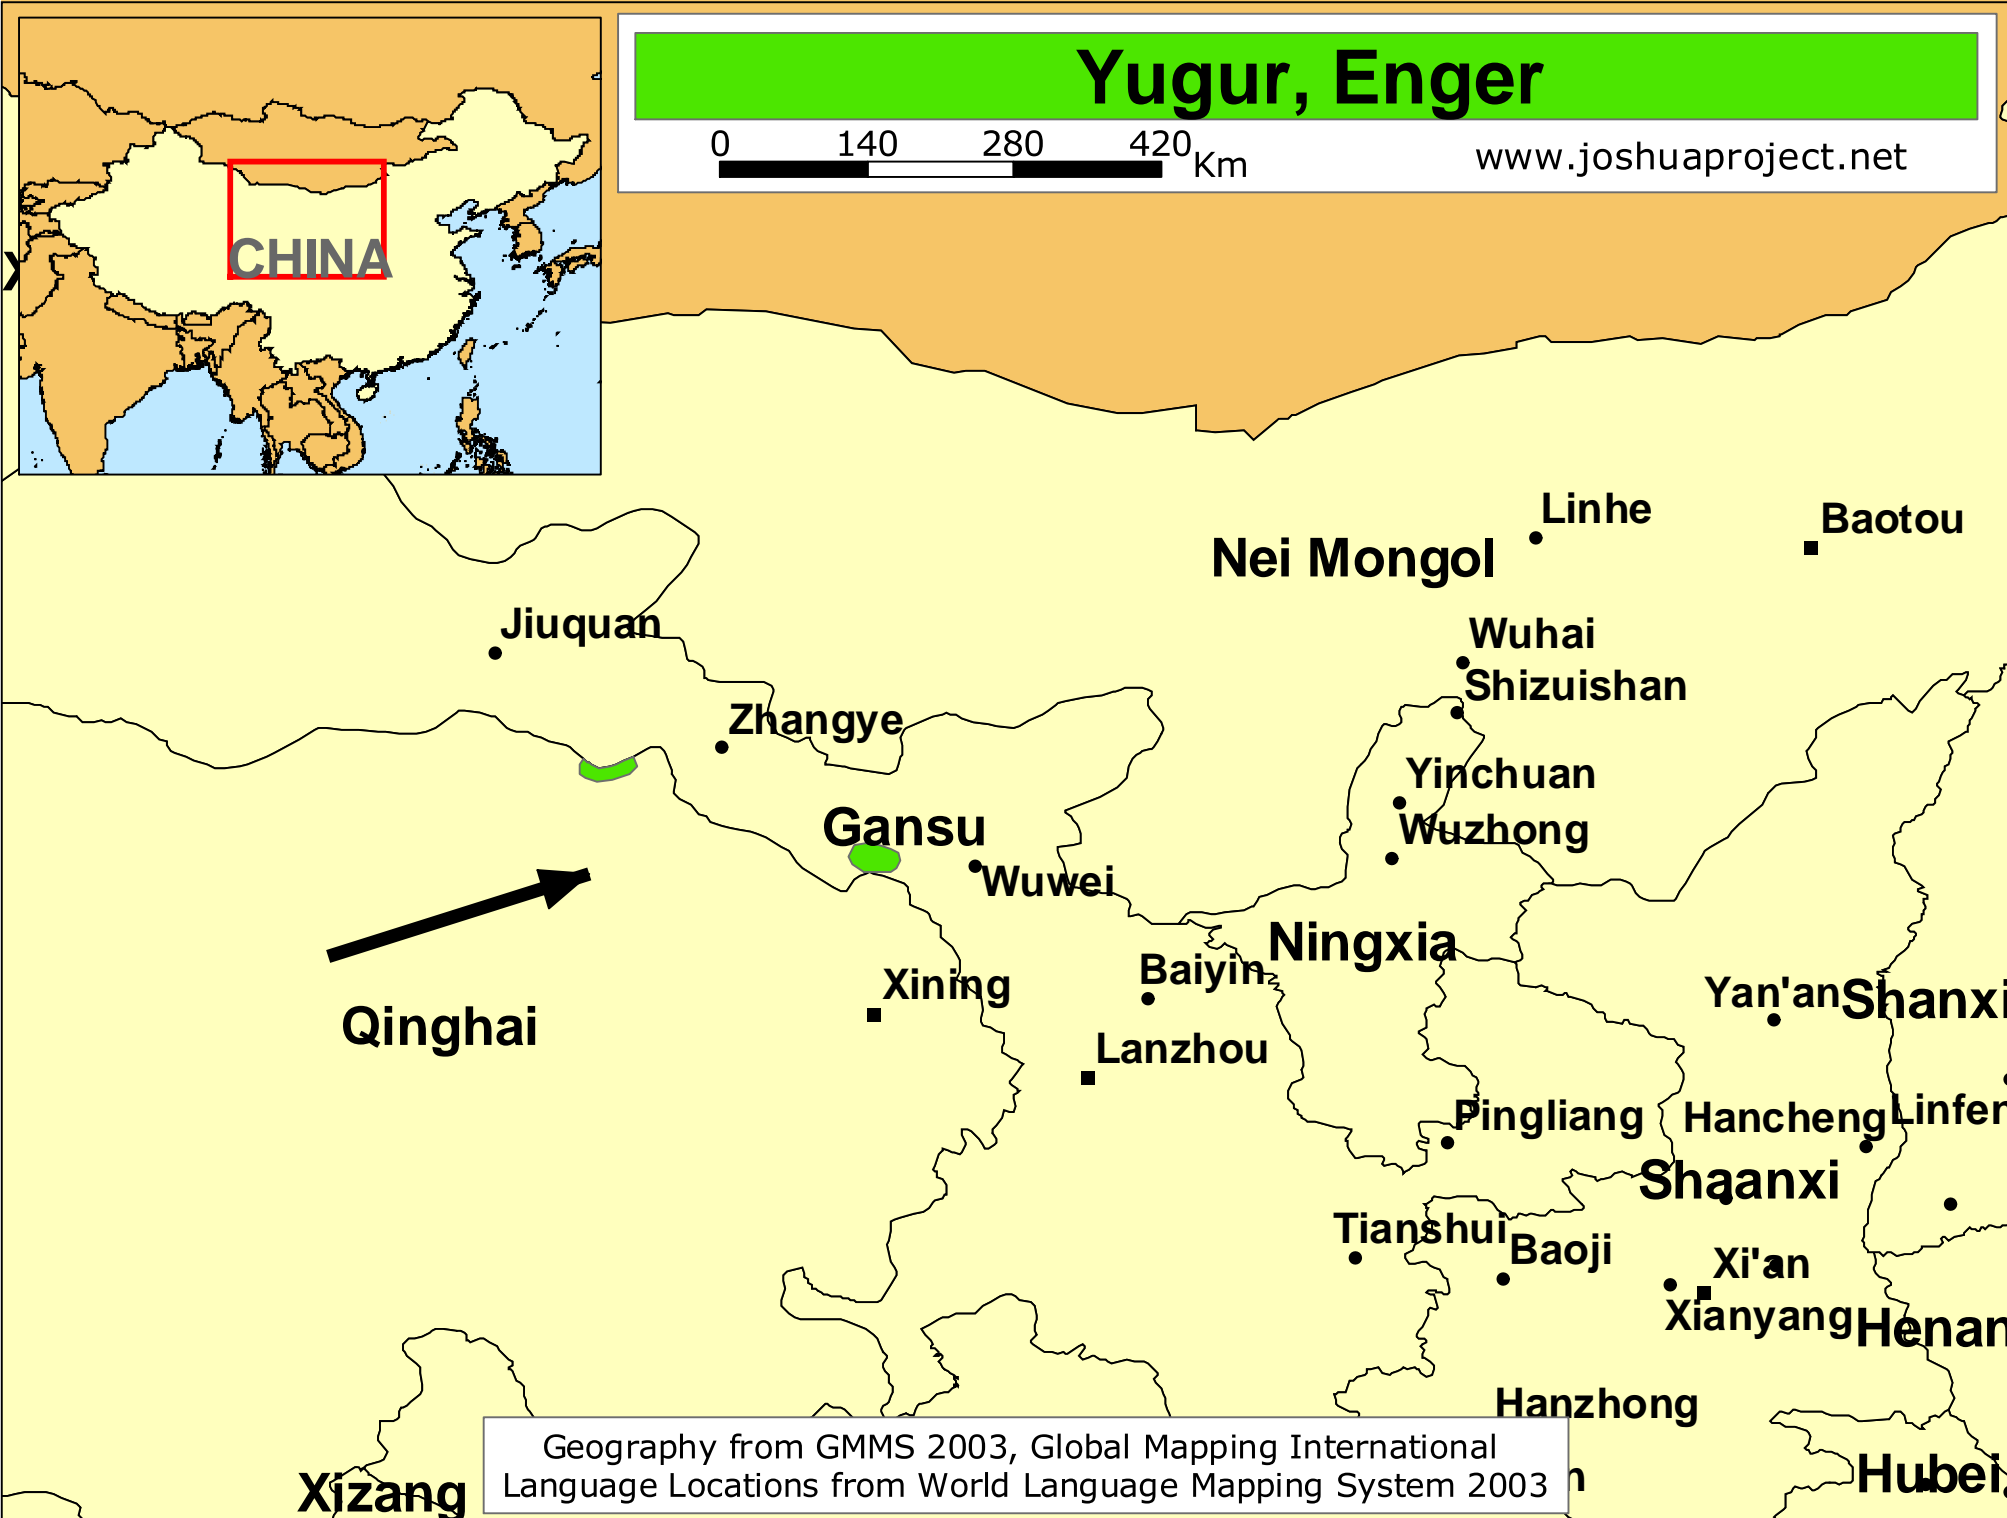 Yugur, Enger
0 140 280 420
Km
www.joshuaproject.net
CHINA
Linhe
Baotou
Nei Mongol
Jiuquan
Wuhai
Shizuishan
Zhangye
Yinchuan
Gansu
Wuzhong
Wuwei
Ningxia
Baiyin
Xining
Yan'an
Shanxi
Qinghai
Lanzhou
Pingliang
Hancheng
Linfen
Shaanxi
Tianshui
Baoji
Xi'an
Xianyang
Henan
Hanzhong
Geography from GMMS 2003, Global Mapping International
Language Locations from World Language Mapping System 2003
Xizang
Hubei